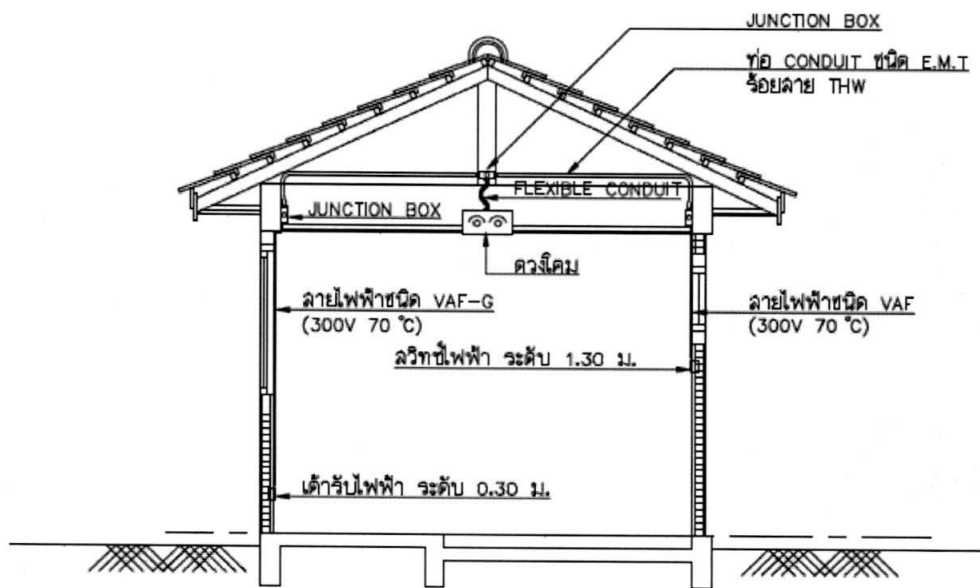 JUNCTION BOX
ท่อ CONDUIT ชนิด E.M.T
ร้อยสาย THW
FLEXIBLE CONDUIT
JUNCTION BOX
ดวงโคม
สายไฟฟ้าชนิด VAF-G
(300V 70 °C)
สายไฟฟ้าชนิด VAF
(300V 70 °C)
สวิทช์ไฟฟ้า ระดับ 1.30 ม.
เต้ารับไฟฟ้า ระดับ 0.30 ม.